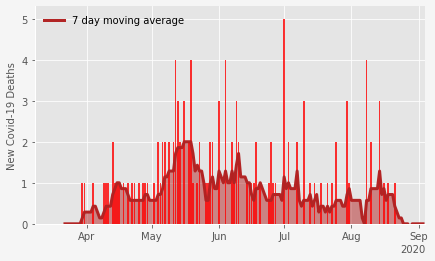 7 day moving average
New Covid-19 Deaths
5
4
3
2
1
0
Apr
May
Jun
Jul
Aug
Sep
2020